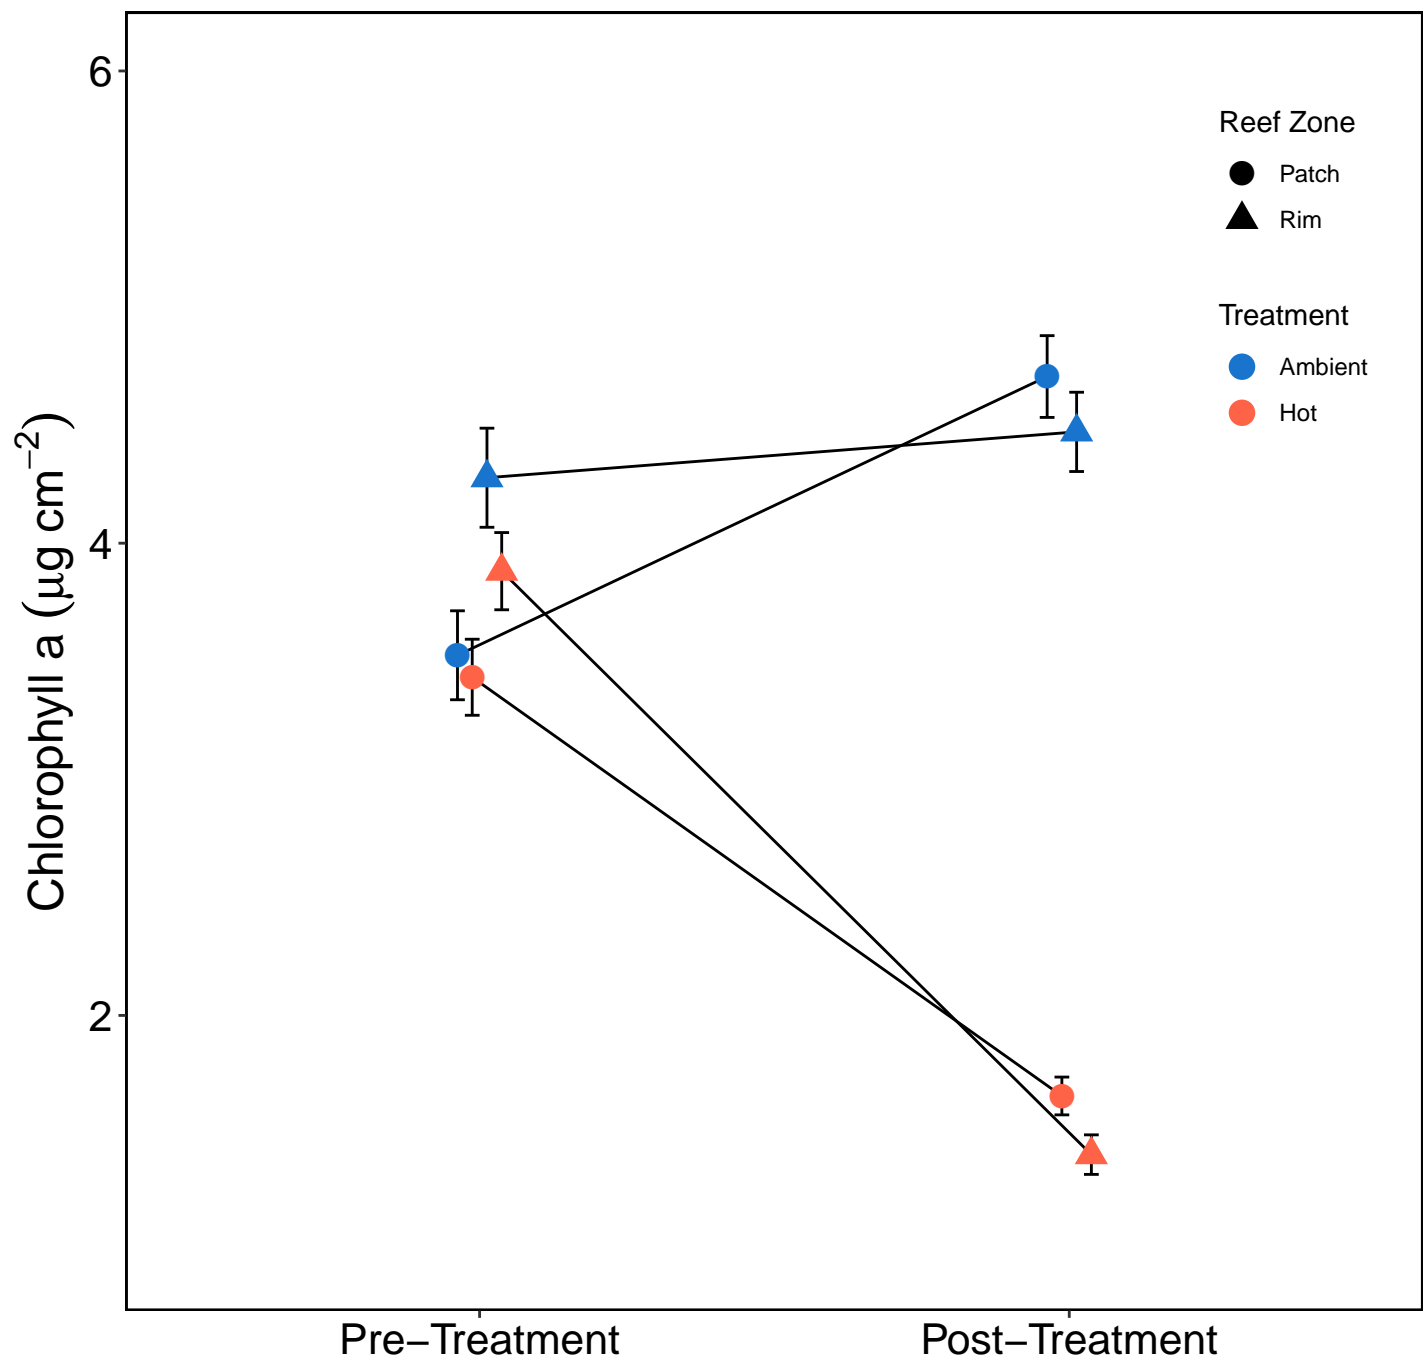 6
4
2
Chlorophyll a (μg cm⁻²)
Reef Zone
Patch
Rim
Treatment
Ambient
Hot
Pre−Treatment
Post−Treatment